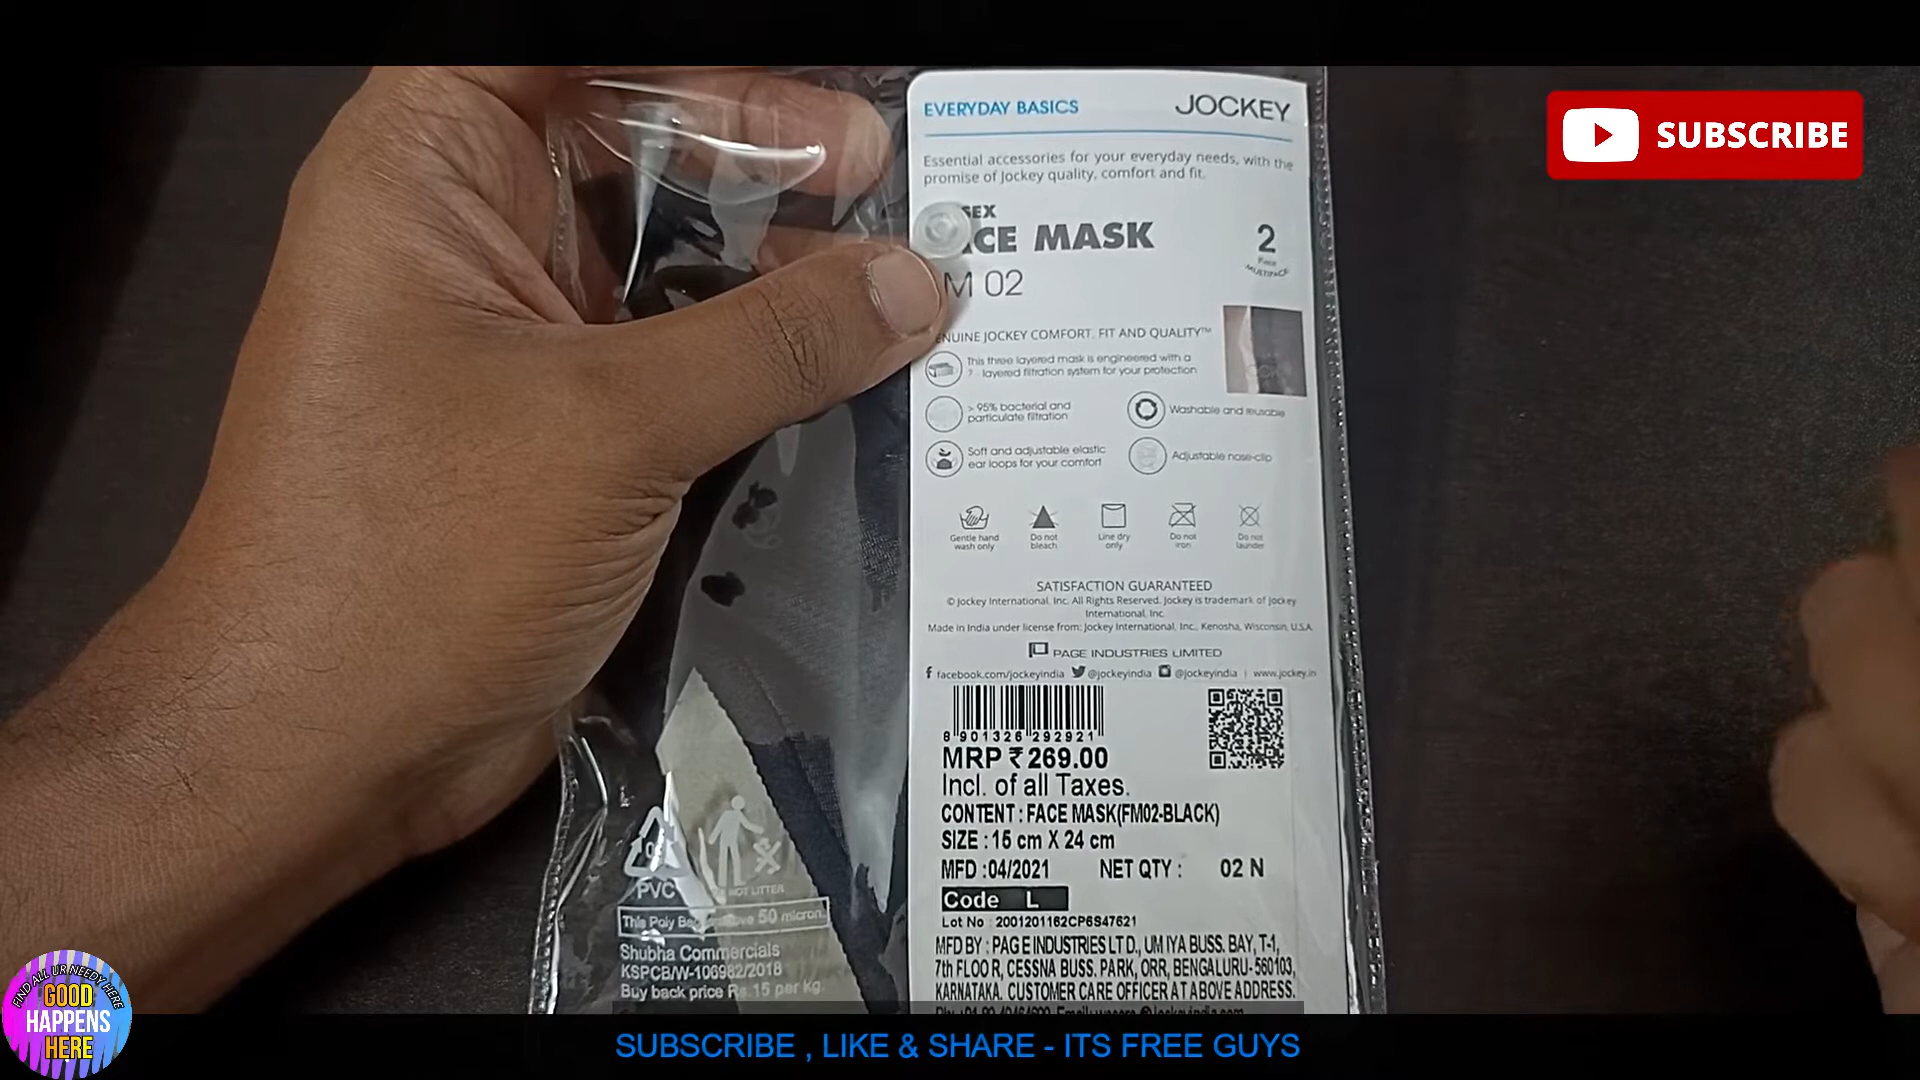 EVERYDAY BASICS
JOCKEY
Essential accessories for your everyday needs, with the
promise of Jockey quality, comfort and fit.
SEX
CE MASK
M 02
2
Piece
MULTIPACK
ENUINE JOCKEY COMFORT, FIT AND QUALITY™
This three layered mask is engineered with a
7 - layered filtration system for your protection
> 95% bacterial and
particulate filtration
Washable and reusable
Soft and adjustable elastic
ear loops for your comfort
Adjustable nose-clip
Gentle hand
wash only
Do not
bleach
Line dry
only
Do not
iron
Do not
launder
SATISFACTION GUARANTEED
© Jockey International, Inc. All Rights Reserved. Jockey is trademark of Jockey
International, Inc.
Made in India under license from: Jockey International, Inc., Kenosha, Wisconsin, U.S.A.
PAGE INDUSTRIES LIMITED
facebook.com/jockeyindia @jockeyindia @jockeyindia | www.jockey.in
8 901326 292921
MRP ₹ 269.00
Incl. of all Taxes.
CONTENT : FACE MASK(FM02-BLACK)
SIZE : 15 cm X 24 cm
MFD :04/2021 NET QTY : 02 N
Code L
Lot No : 2001201162CP6S47621
MFD BY : PAGE INDUSTRIES LTD., UMIYA BUSS. BAY, T-1,
7th FLOOR, CESSNA BUSS. PARK, ORR, BENGALURU- 560103,
KARNATAKA. CUSTOMER CARE OFFICER AT ABOVE ADDRESS.
PVC
NOT LITTER
This Poly Ba ove 50 micron.
Shubha Commercials
KSPCB/W-106982/2018
Buy back price Rs.15 per kg.
SUBSCRIBE
FIND ALL UR NEEDY HERE
GOOD
HAPPENS
HERE
SUBSCRIBE , LIKE & SHARE - ITS FREE GUYS